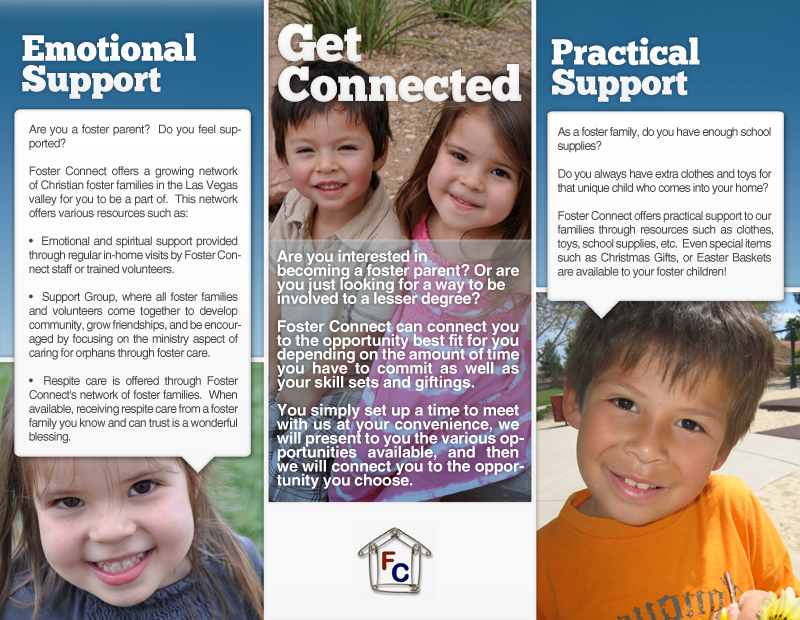 Emotional
Support
Are you a foster parent?  Do you feel sup-
ported?
Foster Connect offers a growing network
of Christian foster families in the Las Vegas
valley for you to be a part of.  This network
offers various resources such as:
•  Emotional and spiritual support provided
through regular in-home visits by Foster Con-
nect staff or trained volunteers.
•  Support Group, where all foster families
and volunteers come together to develop
community, grow friendships, and be encour-
aged by focusing on the ministry aspect of
caring for orphans through foster care.
•  Respite care is offered through Foster
Connect's network of foster families.  When
available, receiving respite care from a foster
family you know and can trust is a wonderful
blessing.
Get
Connected
Are you interested in
becoming a foster parent? Or are
you just looking for a way to be
involved to a lesser degree?
Foster Connect can connect you
to the opportunity best fit for you
depending on the amount of time
you have to commit as well as
your skill sets and giftings.
You simply set up a time to meet
with us at your convenience, we
will present to you the various op-
portunities available, and then
we will connect you to the oppor-
tunity you choose.
FC
Practical
Support
As a foster family, do you have enough school
supplies?
Do you always have extra clothes and toys for
that unique child who comes into your home?
Foster Connect offers practical support to our
families through resources such as clothes,
toys, school supplies, etc.  Even special items
such as Christmas Gifts, or Easter Baskets
are available to your foster children!